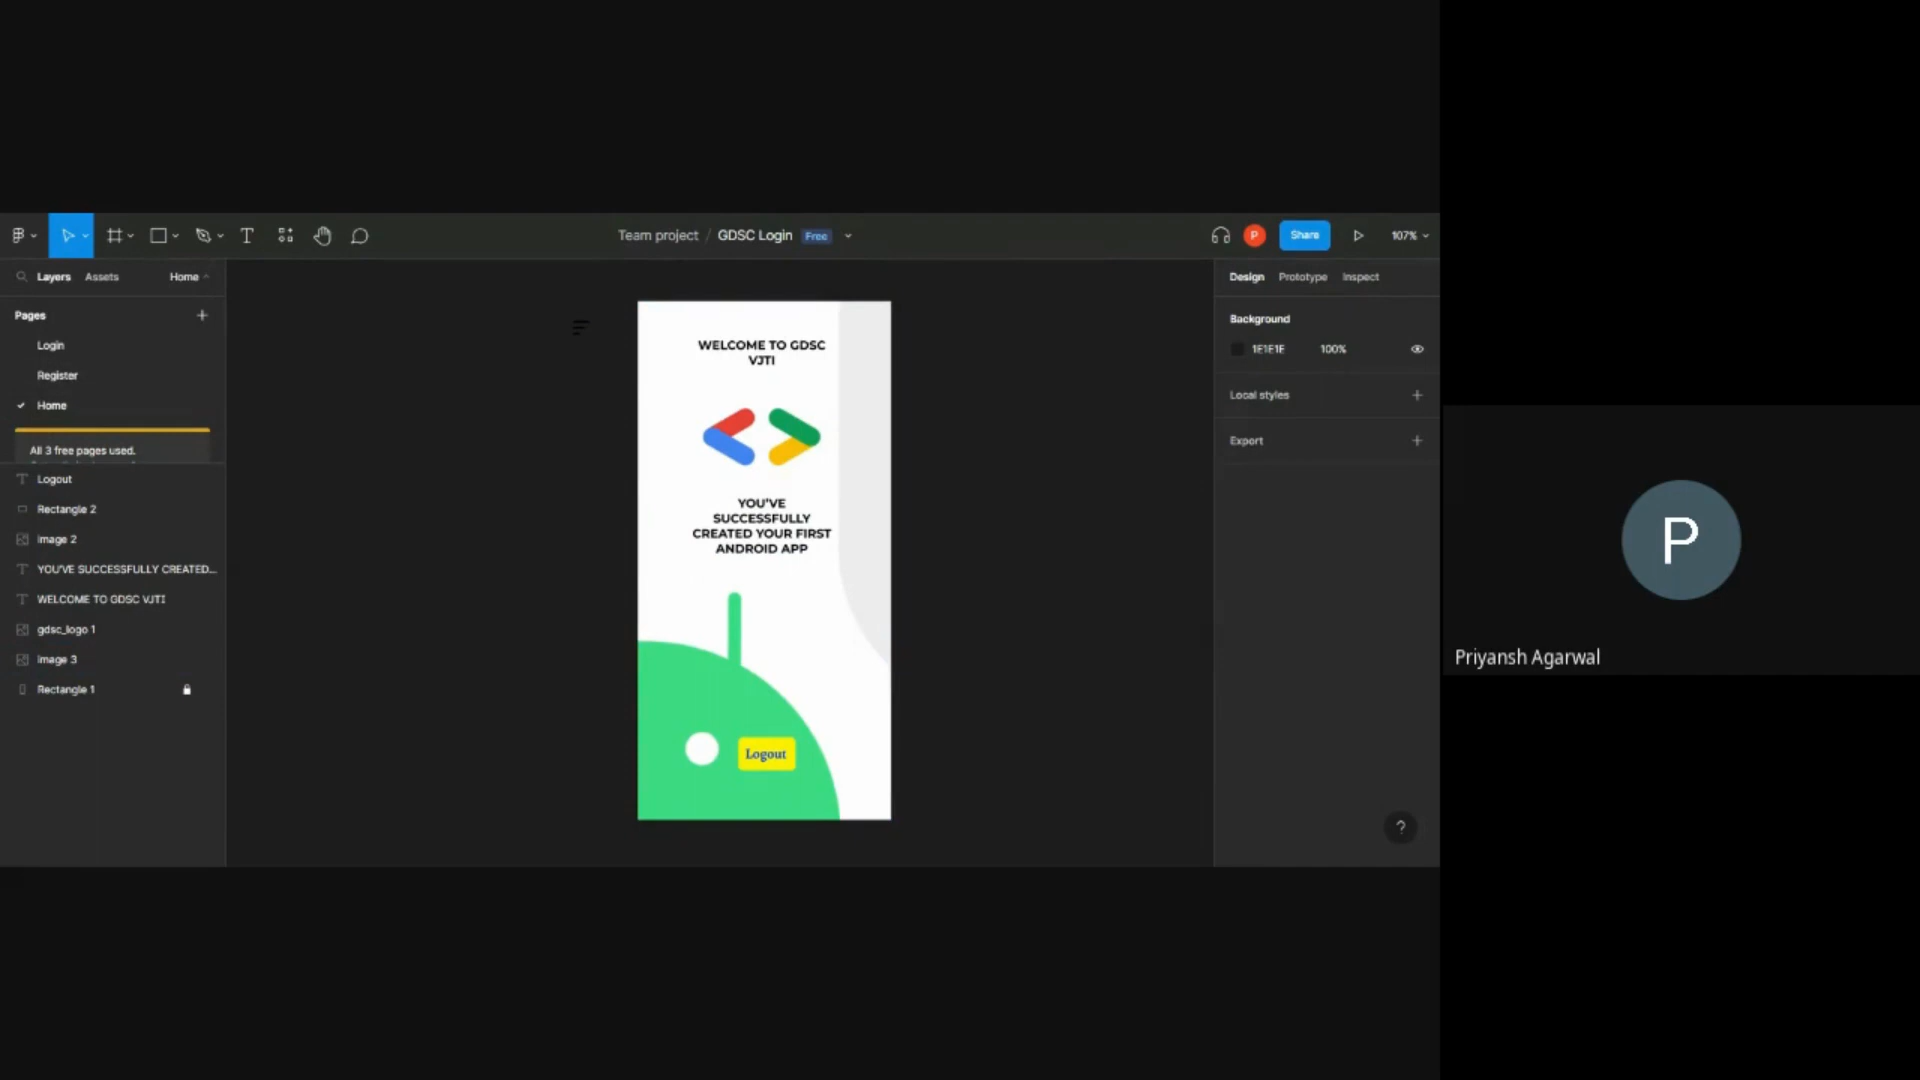 Team project / GDSC Login Free
P
Share
107%
Layers Assets Home
Pages
Login
Register
Home
All 3 free pages used.
Logout
Rectangle 2
image 2
YOU'VE SUCCESSFULLY CREATED...
WELCOME TO GDSC VJTI
gdsc_logo 1
image 3
Rectangle 1
WELCOME TO GDSC
VJTI
YOU'VE
SUCCESSFULLY
CREATED YOUR FIRST
ANDROID APP
Logout
Design Prototype Inspect
Background
1E1E1E 100%
Local styles
Export
?
P
Priyansh Agarwal